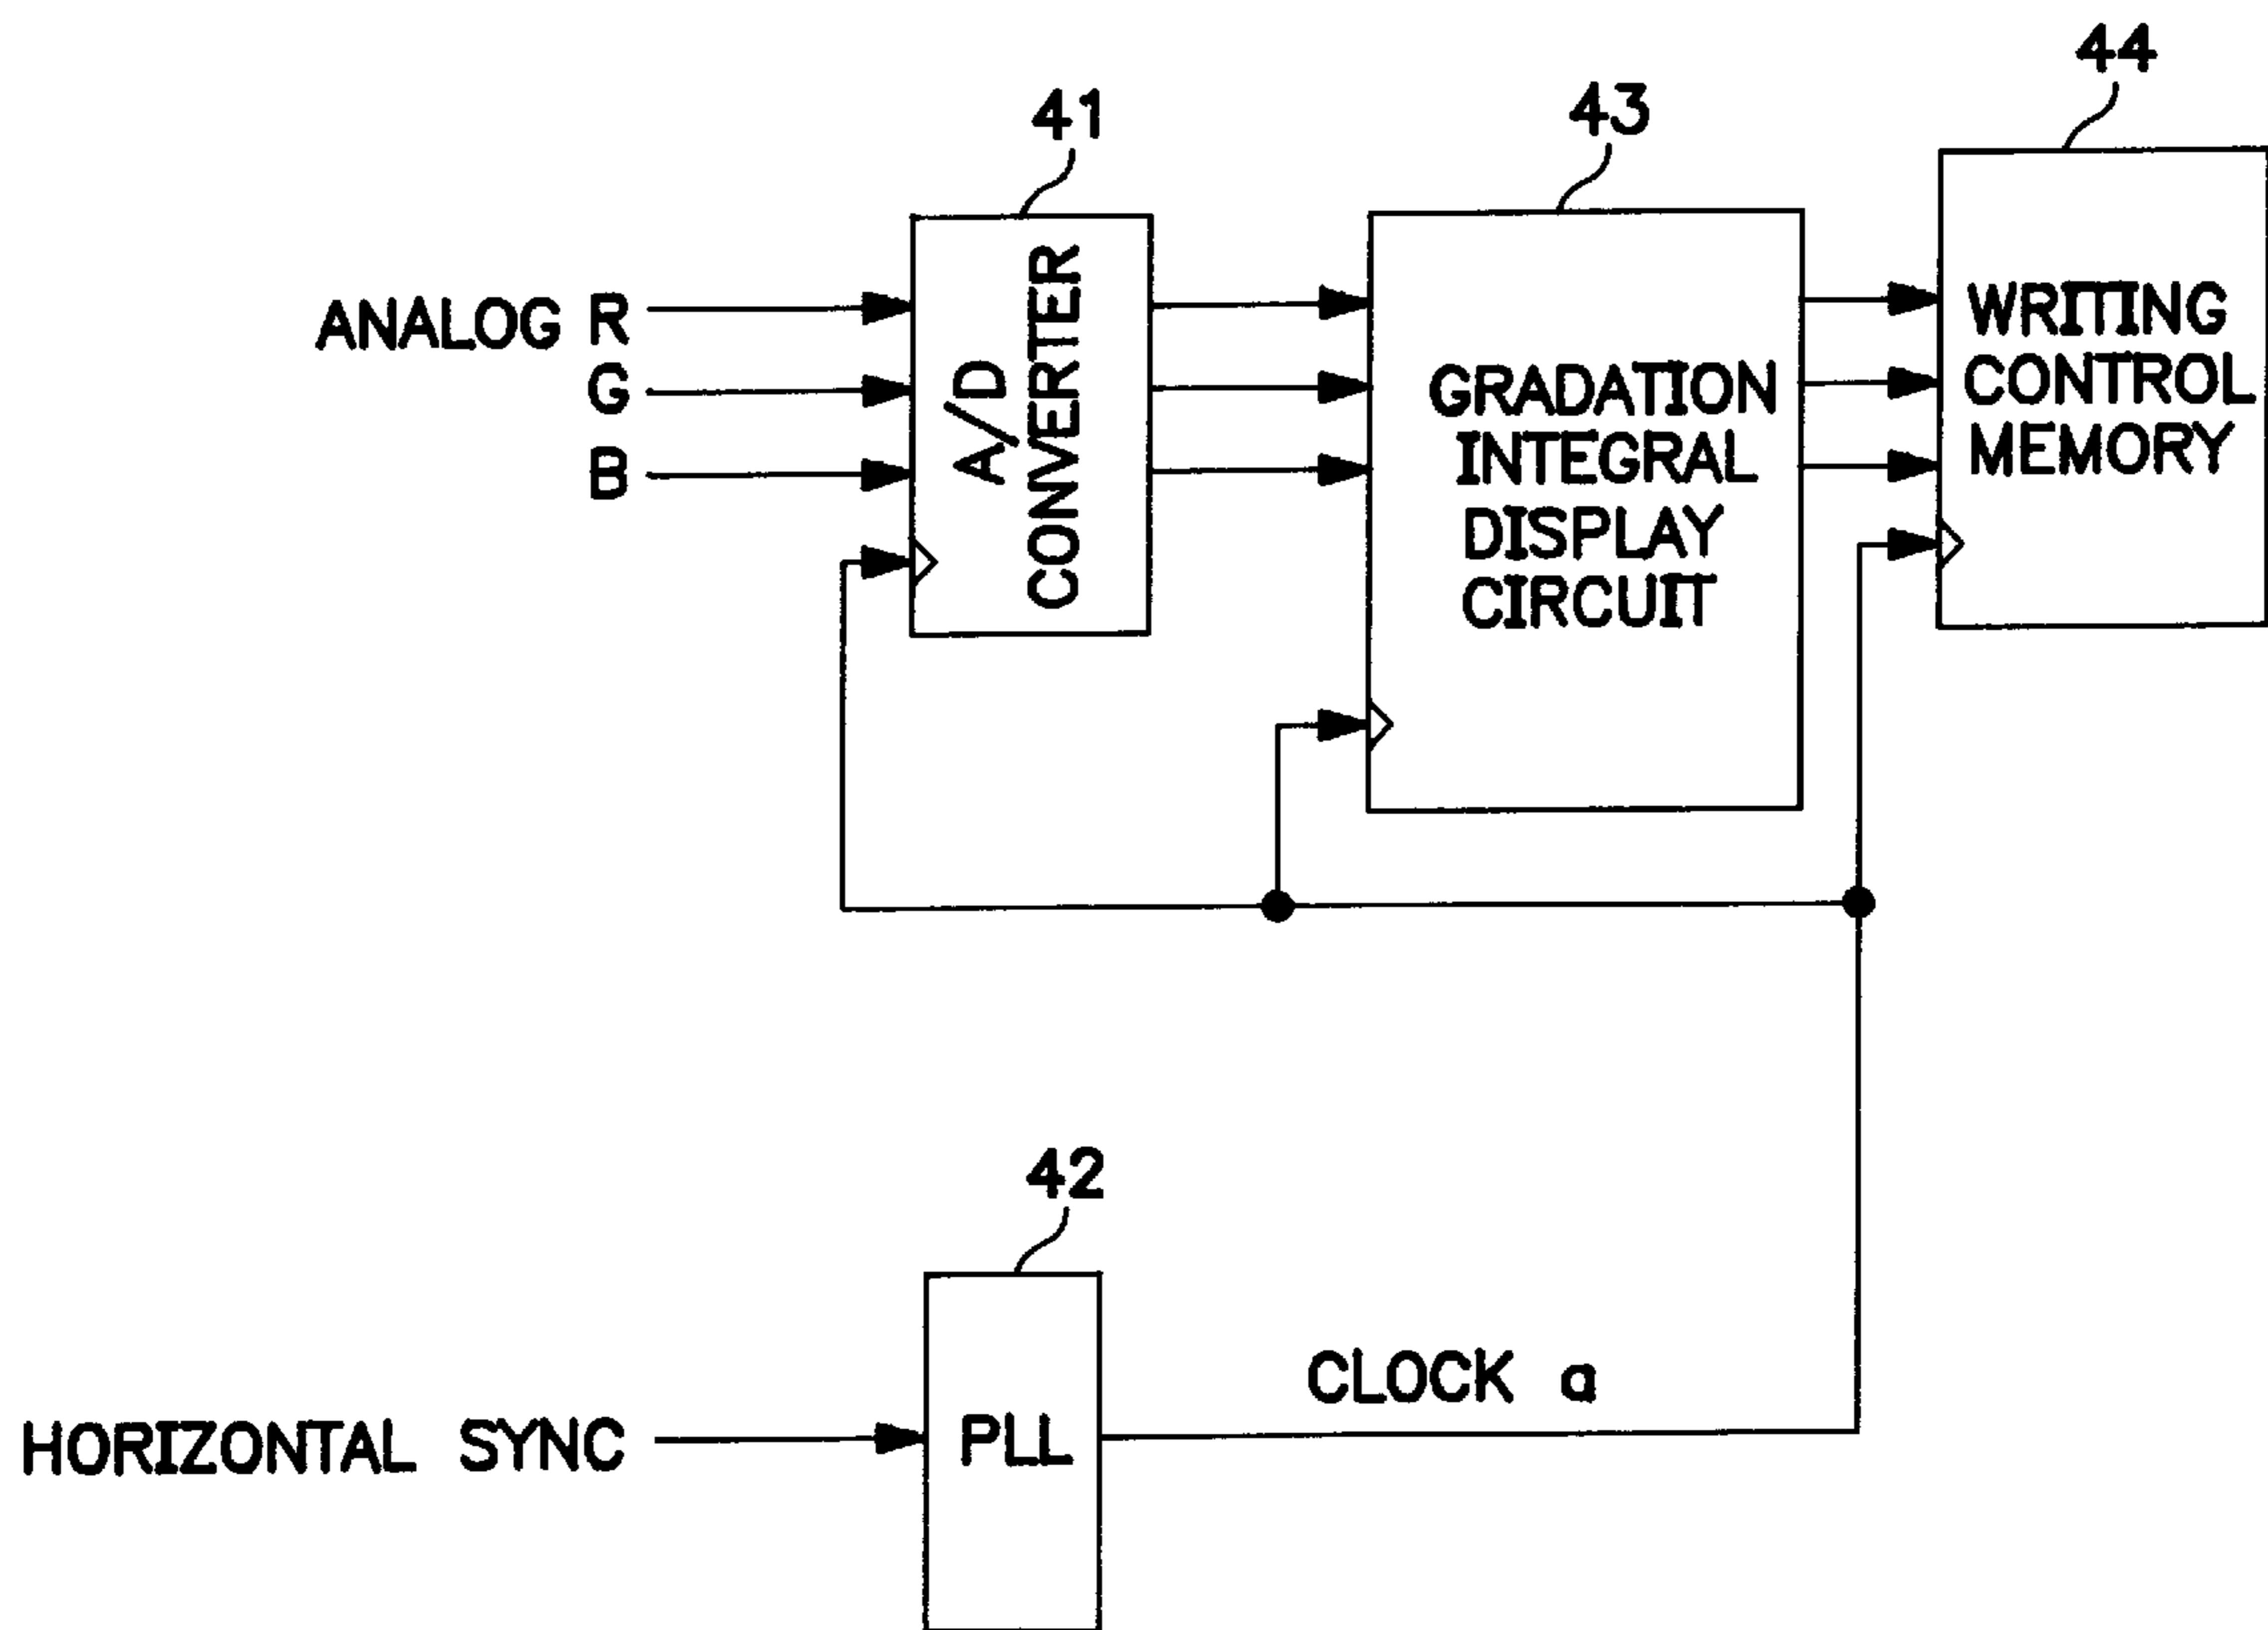 44
41
43
ANALOG R
G
B
A/D
CONVERTER
GRADATION
INTEGRAL
DISPLAY
CIRCUIT
WRITING
CONTROL
MEMORY
42
HORIZONTAL SYNC
PLL
CLOCK a